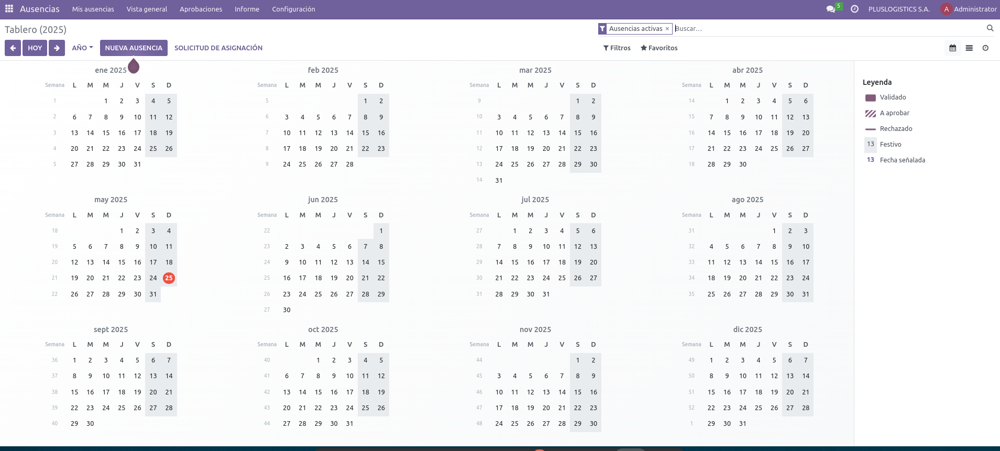 Ausencias Mis ausencias Vista general Aprobaciones Informe Configuración 5 PLUSLOGISTICS S.A. A Administrator
Tablero (2025) Ausencias activas × Buscar...
HOY AÑO NUEVA AUSENCIA SOLICITUD DE ASIGNACIÓN Filtros Favoritos
ene 2025
Semana L M M J V S D
1 1 2 3 4 5
2 6 7 8 9 10 11 12
3 13 14 15 16 17 18 19
4 20 21 22 23 24 25 26
5 27 28 29 30 31
feb 2025
Semana L M M J V S D
5 1 2
6 3 4 5 6 7 8 9
7 10 11 12 13 14 15 16
8 17 18 19 20 21 22 23
9 24 25 26 27 28
mar 2025
Semana L M M J V S D
9 1 2
10 3 4 5 6 7 8 9
11 10 11 12 13 14 15 16
12 17 18 19 20 21 22 23
13 24 25 26 27 28 29 30
14 31
abr 2025
Semana L M M J V S D
14 1 2 3 4 5 6
15 7 8 9 10 11 12 13
16 14 15 16 17 18 19 20
17 21 22 23 24 25 26 27
18 28 29 30
may 2025
Semana L M M J V S D
18 1 2 3 4
19 5 6 7 8 9 10 11
20 12 13 14 15 16 17 18
21 19 20 21 22 23 24 25
22 26 27 28 29 30 31
jun 2025
Semana L M M J V S D
22 1
23 2 3 4 5 6 7 8
24 9 10 11 12 13 14 15
25 16 17 18 19 20 21 22
26 23 24 25 26 27 28 29
27 30
jul 2025
Semana L M M J V S D
27 1 2 3 4 5 6
28 7 8 9 10 11 12 13
29 14 15 16 17 18 19 20
30 21 22 23 24 25 26 27
31 28 29 30 31
ago 2025
Semana L M M J V S D
31 1 2 3
32 4 5 6 7 8 9 10
33 11 12 13 14 15 16 17
34 18 19 20 21 22 23 24
35 25 26 27 28 29 30 31
sept 2025
Semana L M M J V S D
36 1 2 3 4 5 6 7
37 8 9 10 11 12 13 14
38 15 16 17 18 19 20 21
39 22 23 24 25 26 27 28
40 29 30
oct 2025
Semana L M M J V S D
40 1 2 3 4 5
41 6 7 8 9 10 11 12
42 13 14 15 16 17 18 19
43 20 21 22 23 24 25 26
44 27 28 29 30 31
nov 2025
Semana L M M J V S D
44 1 2
45 3 4 5 6 7 8 9
46 10 11 12 13 14 15 16
47 17 18 19 20 21 22 23
48 24 25 26 27 28 29 30
dic 2025
Semana L M M J V S D
49 1 2 3 4 5 6 7
50 8 9 10 11 12 13 14
51 15 16 17 18 19 20 21
52 22 23 24 25 26 27 28
1 29 30 31
Leyenda
Validado
A aprobar
Rechazado
13 Festivo
13 Fecha señalada